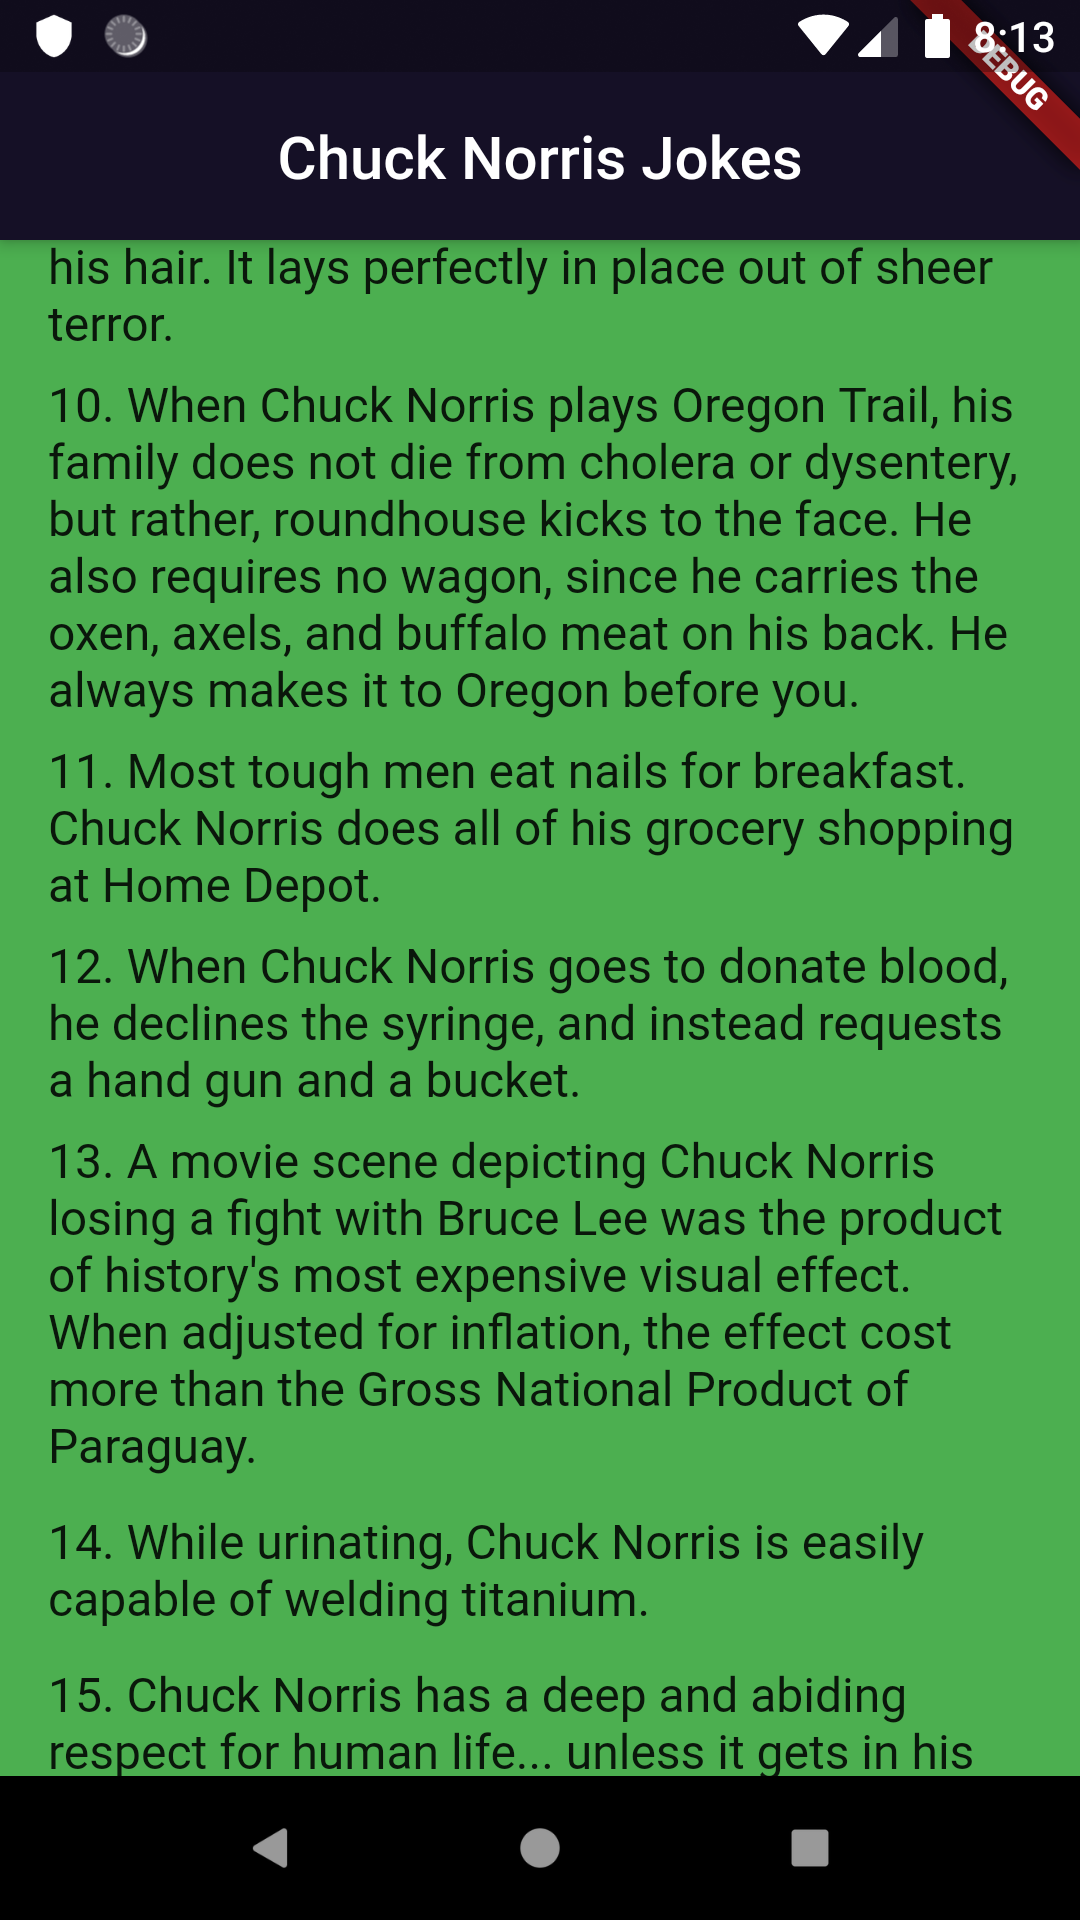 8:13
DEBUG
Chuck Norris Jokes
his hair. It lays perfectly in place out of sheer
terror.
10. When Chuck Norris plays Oregon Trail, his
family does not die from cholera or dysentery,
but rather, roundhouse kicks to the face. He
also requires no wagon, since he carries the
oxen, axels, and buffalo meat on his back. He
always makes it to Oregon before you.
11. Most tough men eat nails for breakfast.
Chuck Norris does all of his grocery shopping
at Home Depot.
12. When Chuck Norris goes to donate blood,
he declines the syringe, and instead requests
a hand gun and a bucket.
13. A movie scene depicting Chuck Norris
losing a fight with Bruce Lee was the product
of history's most expensive visual effect.
When adjusted for inflation, the effect cost
more than the Gross National Product of
Paraguay.
14. While urinating, Chuck Norris is easily
capable of welding titanium.
15. Chuck Norris has a deep and abiding
respect for human life... unless it gets in his